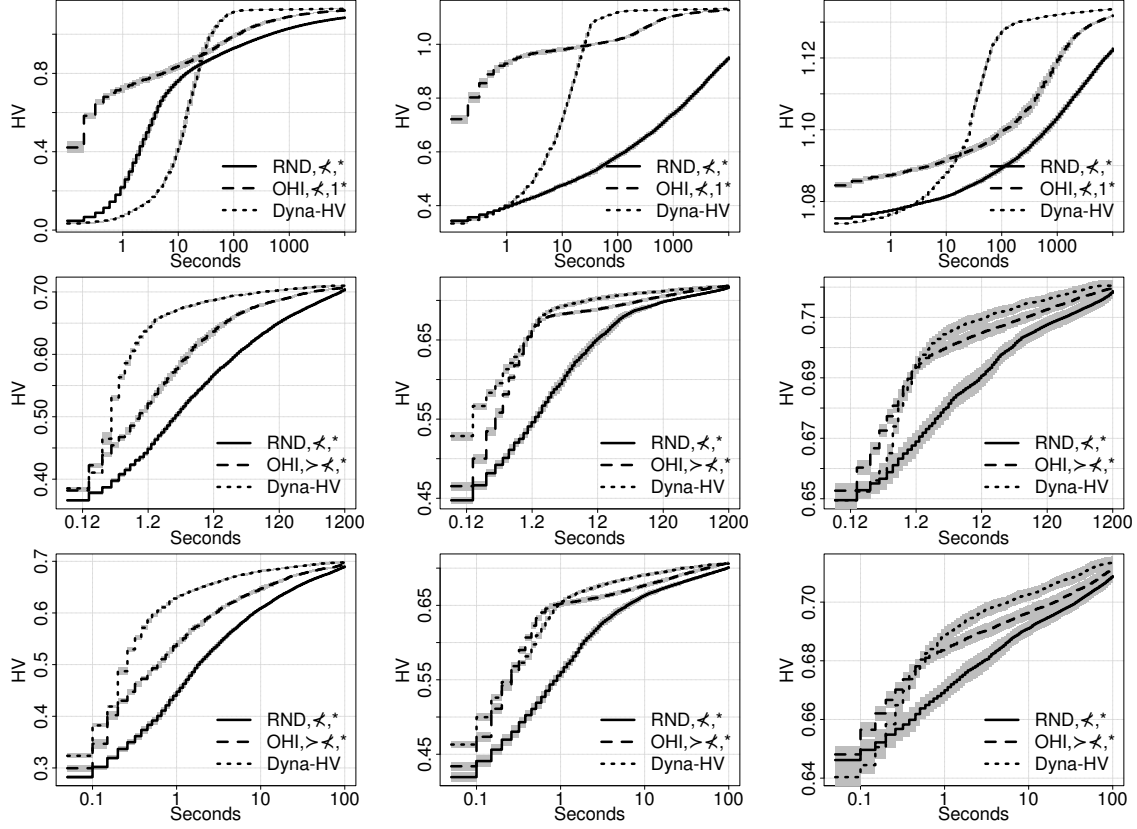 HV
0.0 0.4 0.8
RND,⊀,*
OHI,⊀,1*
Dyna-HV
1 10 100 1000
Seconds
HV
0.4 0.6 0.8 1.0
RND,⊀,*
OHI,⊀,1*
Dyna-HV
1 10 100 1000
Seconds
HV
1.08 1.10 1.12
RND,⊀,*
OHI,⊀,1*
Dyna-HV
1 10 100 1000
Seconds
HV
0.40 0.50 0.60 0.70
RND,⊀,*
OHI,≻⊀,*
Dyna-HV
0.12 1.2 12 120 1200
Seconds
HV
0.45 0.55 0.65
RND,⊀,*
OHI,≻⊀,*
Dyna-HV
0.12 1.2 12 120 1200
Seconds
HV
0.65 0.67 0.69 0.71
RND,⊀,*
OHI,≻⊀,*
Dyna-HV
0.12 1.2 12 120 1200
Seconds
HV
0.3 0.4 0.5 0.6 0.7
RND,⊀,*
OHI,≻⊀,*
Dyna-HV
0.1 1 10 100
Seconds
HV
0.45 0.55 0.65
RND,⊀,*
OHI,≻⊀,*
Dyna-HV
0.1 1 10 100
Seconds
HV
0.64 0.66 0.68 0.70
RND,⊀,*
OHI,≻⊀,*
Dyna-HV
0.1 1 10 100
Seconds